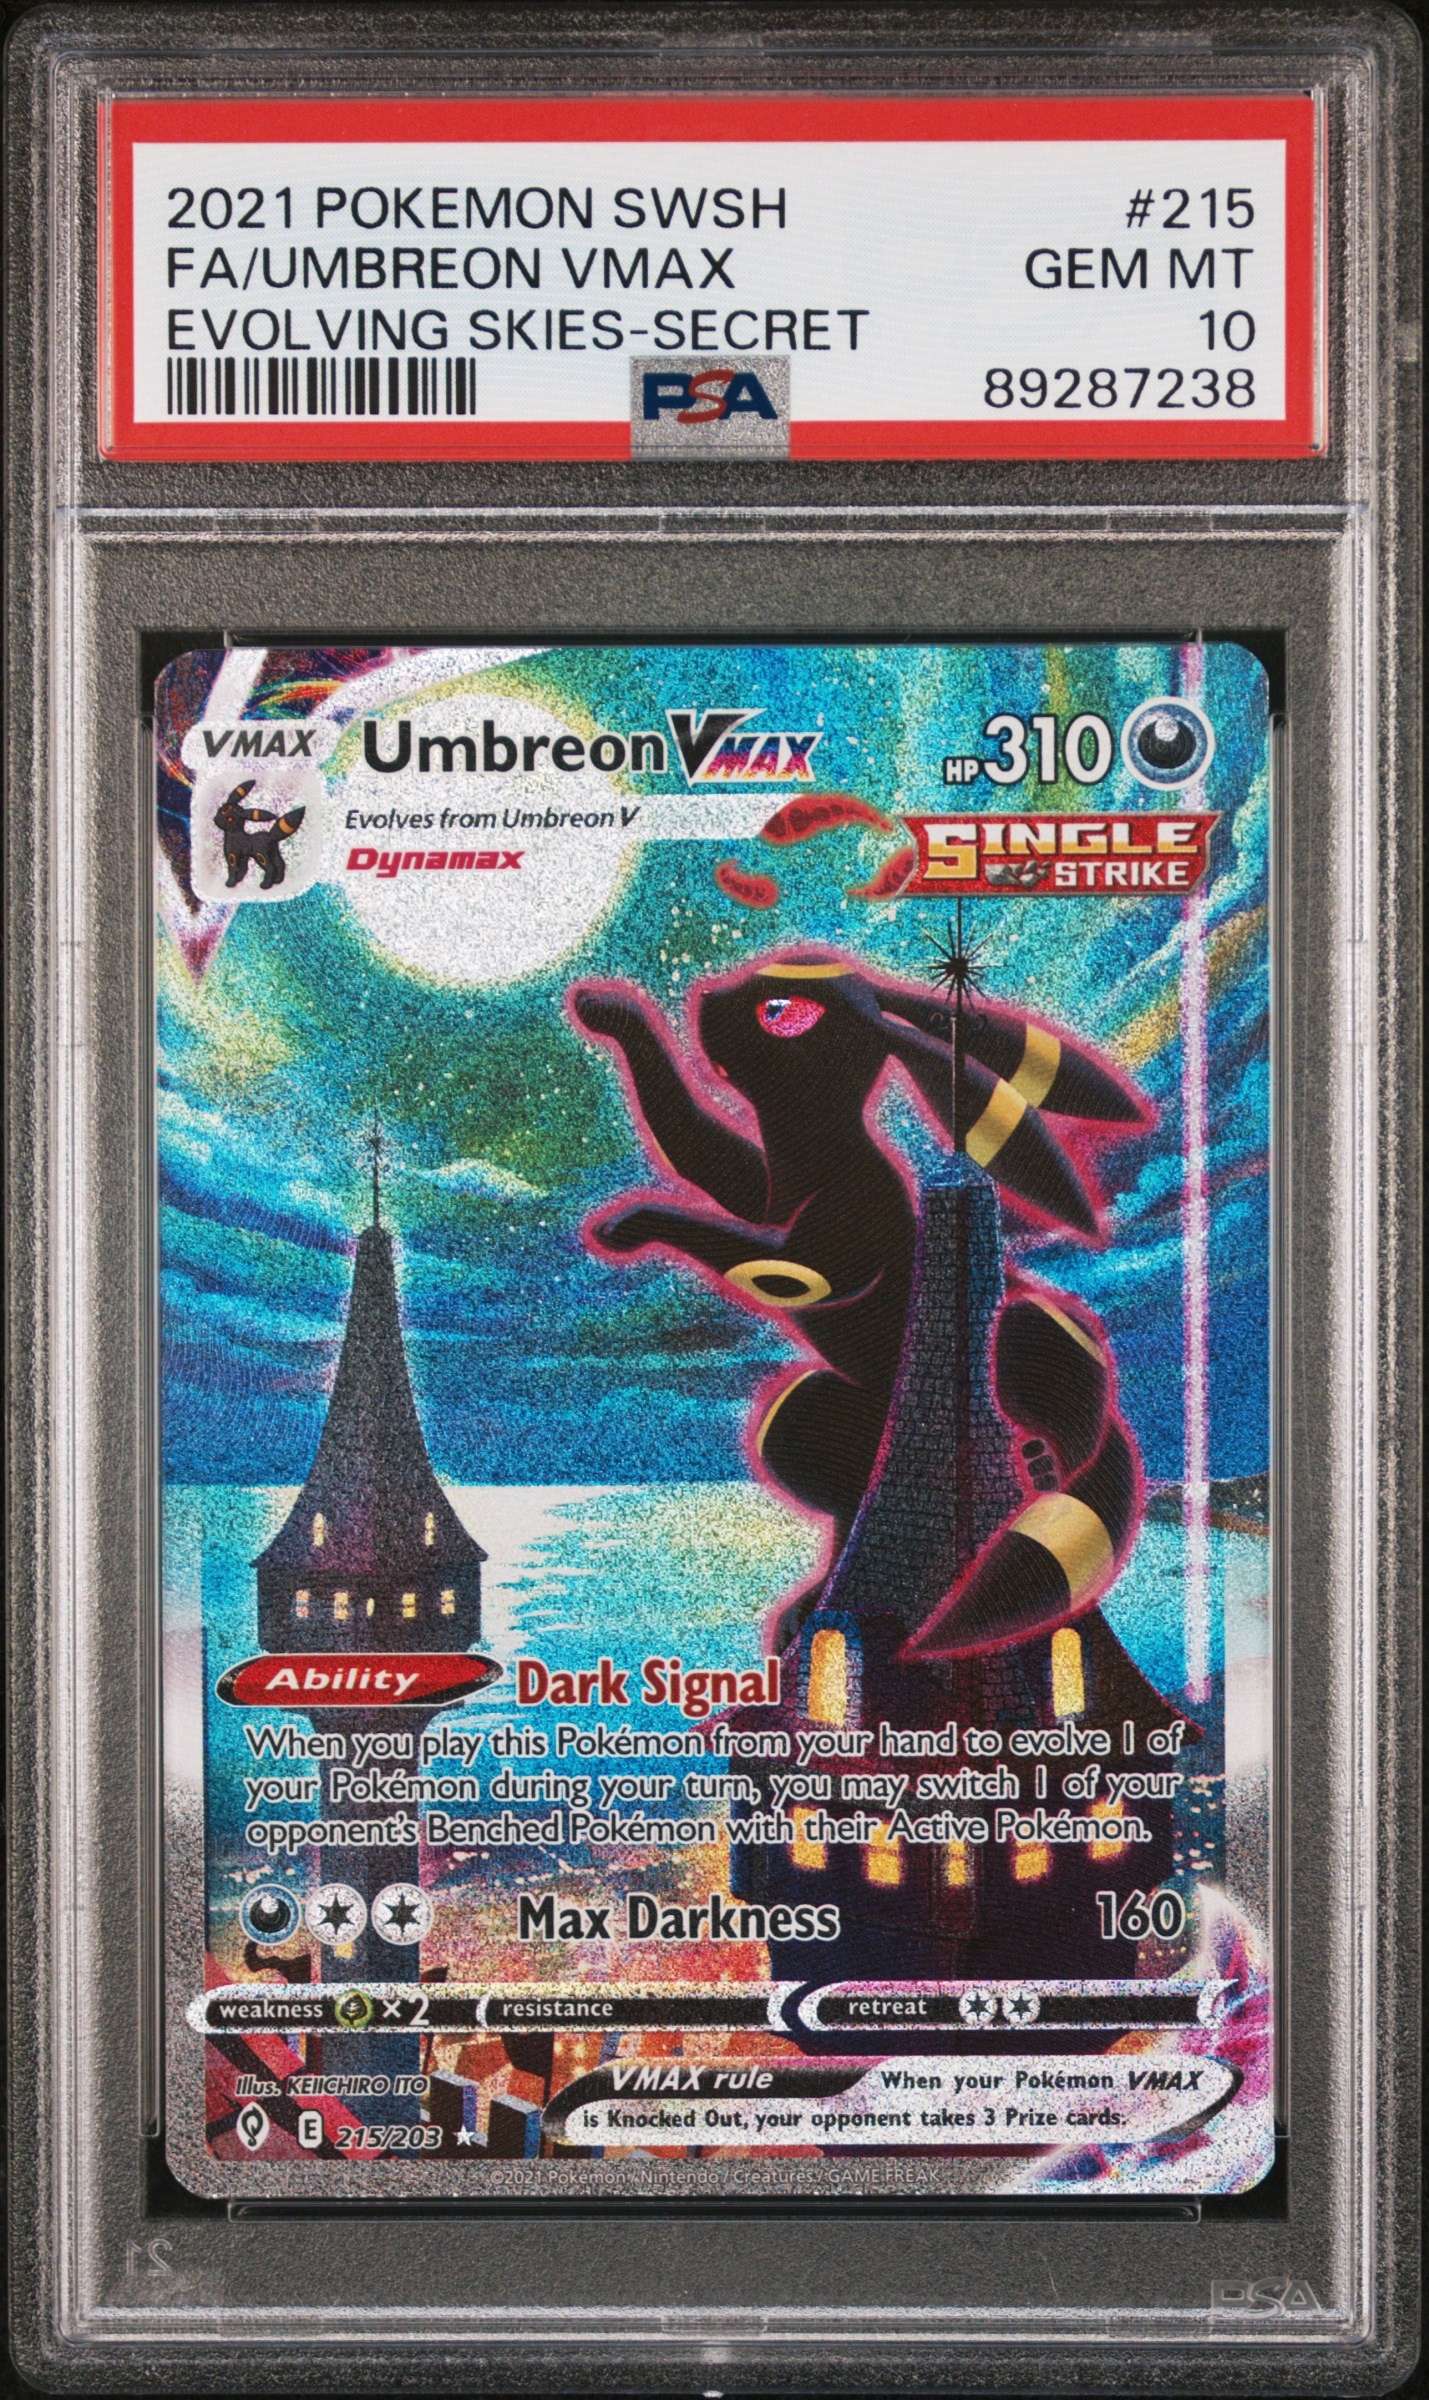 2021 POKEMON SWSH #215
FA/UMBREON VMAX GEM MT
EVOLVING SKIES-SECRET 10
PSA 89287238
VMAX Umbreon VMAX HP 310
Evolves from Umbreon V
Dynamax
SINGLE STRIKE
Ability Dark Signal
When you play this Pokémon from your hand to evolve 1 of
your Pokémon during your turn, you may switch 1 of your
opponent's Benched Pokémon with their Active Pokémon.
Max Darkness 160
weakness ×2 resistance retreat
VMAX rule When your Pokémon VMAX
is Knocked Out, your opponent takes 3 Prize cards.
Illus. KEIICHIRO ITO
E 215/203
©2021 Pokémon / Nintendo / Creatures / GAME FREAK
21 PSA